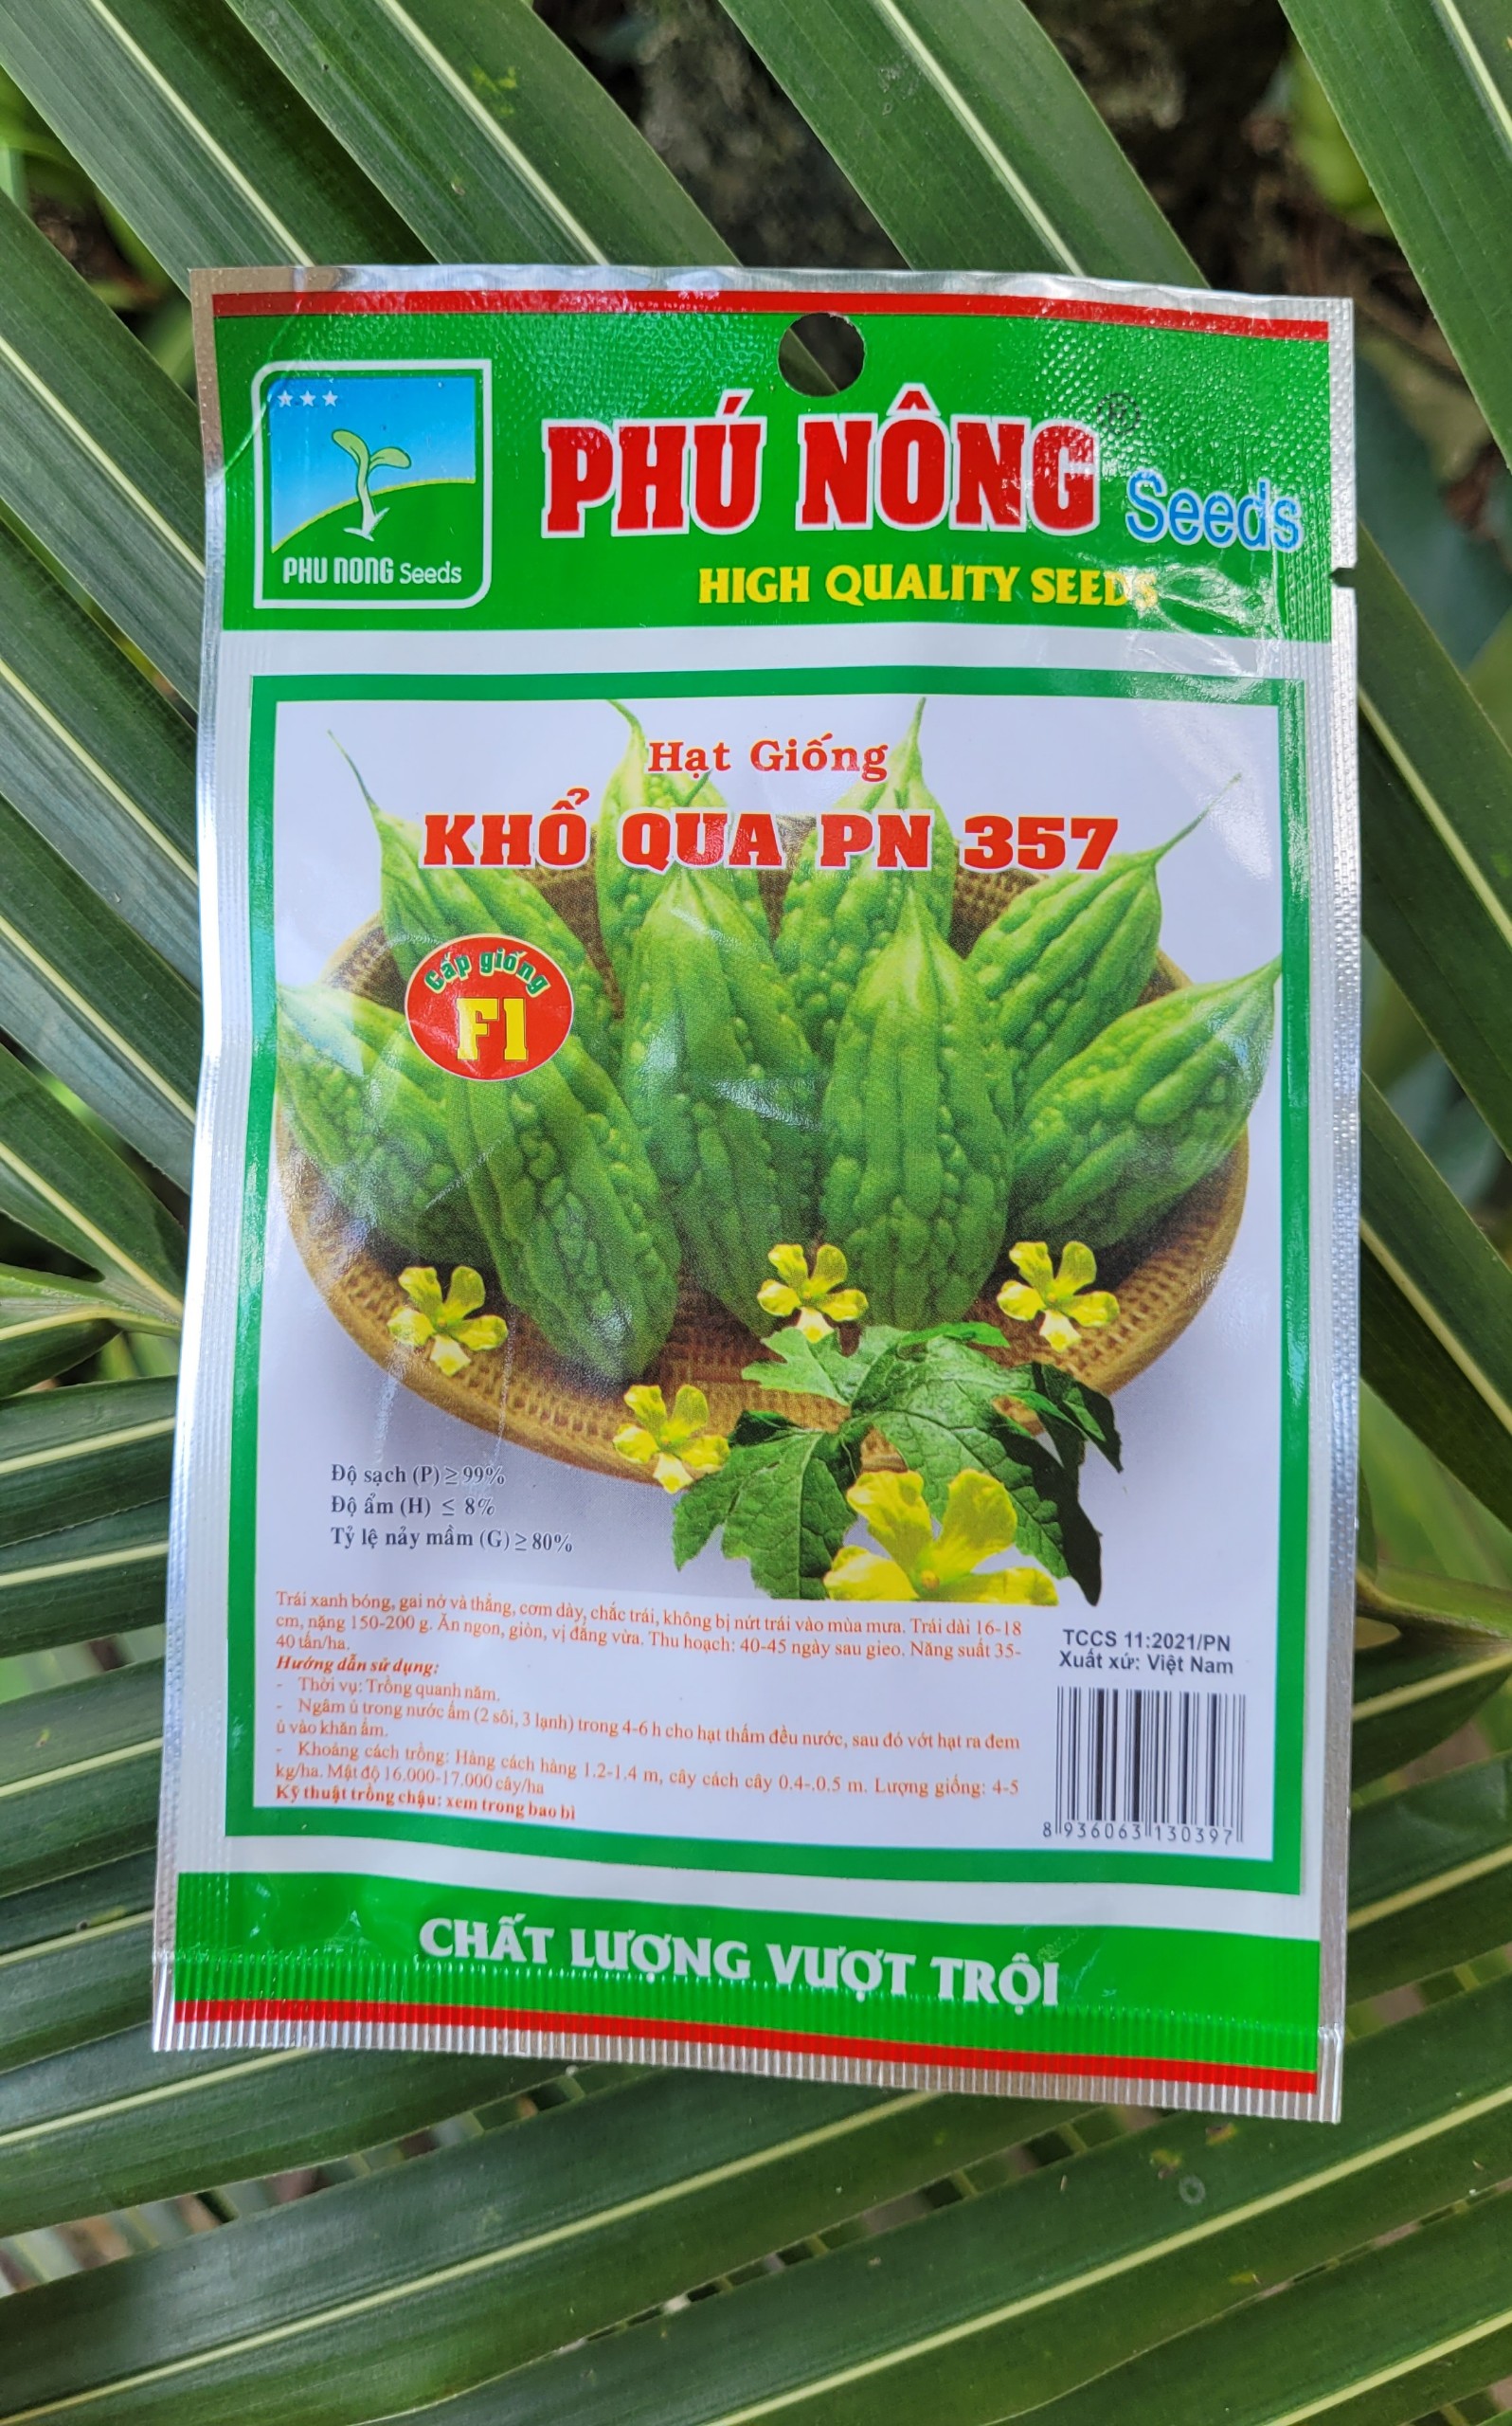 ★★★
PHU NONG Seeds
PHÚ NÔNG ® Seeds
HIGH QUALITY SEEDS
Hạt Giống
KHỔ QUA PN 357
Cấp giống
F1
Độ sạch (P) ≥ 99%
Độ ẩm (H) ≤ 8%
Tỷ lệ nảy mầm (G) ≥ 80%
Trái xanh bóng, gai nở và thẳng, cơm dày, chắc trái, không bị nứt trái vào mùa mưa. Trái dài 16-18
cm, nặng 150-200 g. Ăn ngon, giòn, vị đắng vừa. Thu hoạch: 40-45 ngày sau gieo. Năng suất 35-
40 tấn/ha.
Hướng dẫn sử dụng:
- Thời vụ: Trồng quanh năm.
- Ngâm ủ trong nước ấm (2 sôi, 3 lạnh) trong 4-6 h cho hạt thấm đều nước, sau đó vớt hạt ra đem
ủ vào khăn ẩm.
- Khoảng cách trồng: Hàng cách hàng 1.2-1.4 m, cây cách cây 0.4-.0.5 m. Lượng giống: 4-5
kg/ha. Mật độ 16.000-17.000 cây/ha
Kỹ thuật trồng chậu: xem trong bao bì
TCCS 11:2021/PN
Xuất xứ: Việt Nam
8 936063 130397
CHẤT LƯỢNG VƯỢT TRỘI